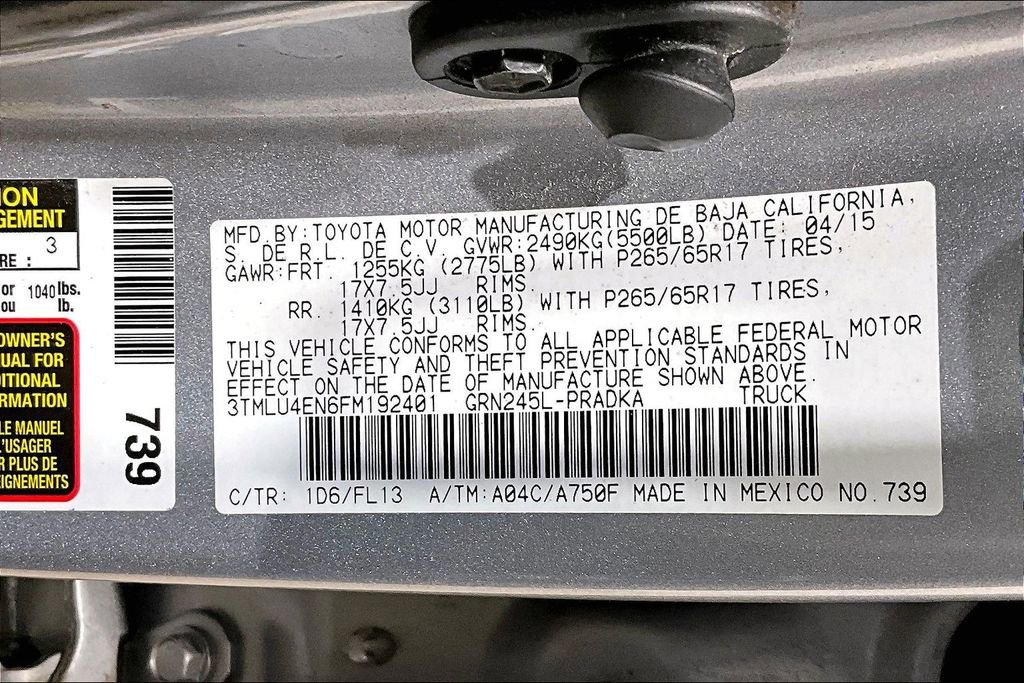 ION
GEMENT
3
RE :
or 1040 lbs.
ou lb.
OWNER'S
UAL FOR
DITIONAL
RMATION
LE MANUEL
L'USAGER
R PLUS DE
EIGNEMENTS
739
MFD.BY:TOYOTA MOTOR MANUFACTURING DE BAJA CALIFORNIA,
S. DE R.L. DE C.V. GVWR:2490KG(5500LB) DATE: 04/15
GAWR:FRT. 1255KG (2775LB) WITH P265/65R17 TIRES,
17X7.5JJ RIMS.
RR. 1410KG (3110LB) WITH P265/65R17 TIRES,
17X7.5JJ RIMS.
THIS VEHICLE CONFORMS TO ALL APPLICABLE FEDERAL MOTOR
VEHICLE SAFETY AND THEFT PREVENTION STANDARDS IN
EFFECT ON THE DATE OF MANUFACTURE SHOWN ABOVE.
3TMLU4EN6FM192401 GRN245L-PRADKA TRUCK
C/TR: 1D6/FL13 A/TM:A04C/A750F MADE IN MEXICO NO.739